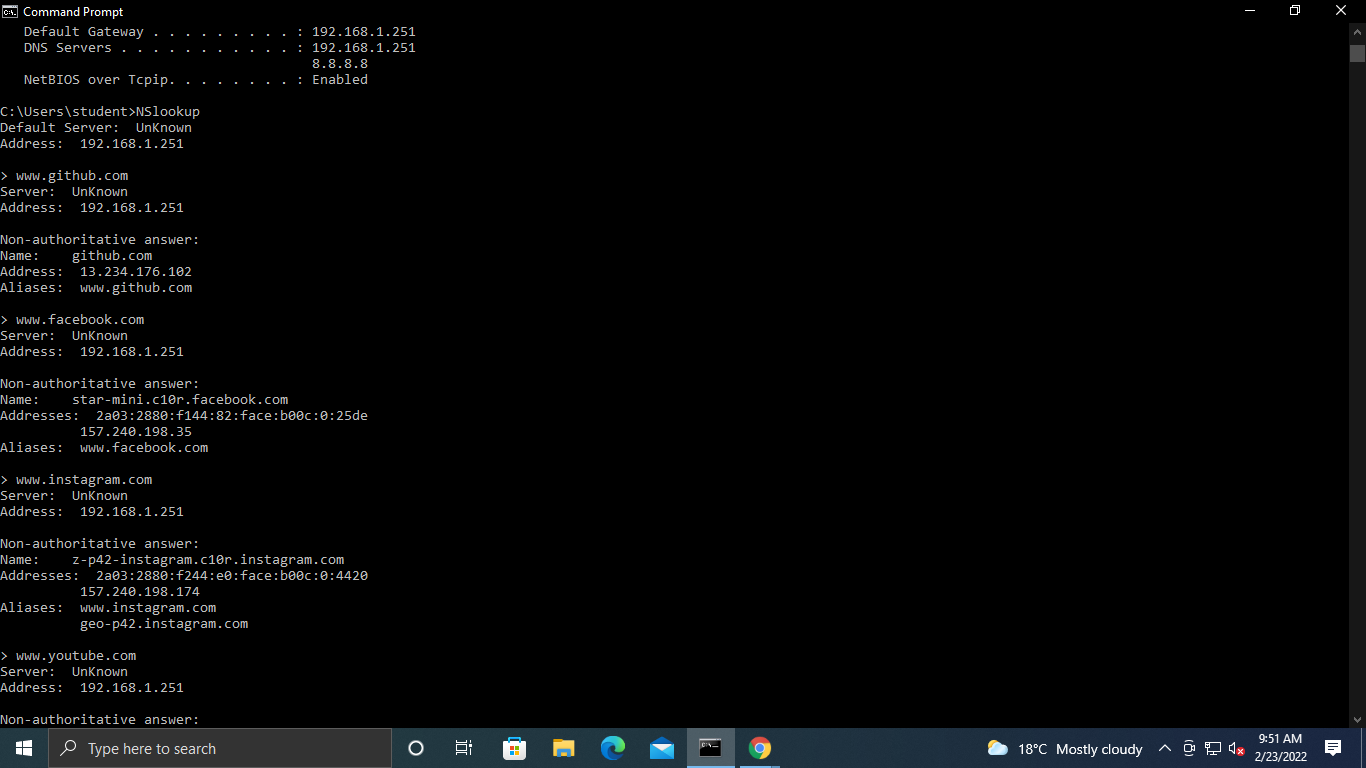 Command Prompt
Default Gateway . . . . . . . . . : 192.168.1.251
DNS Servers . . . . . . . . . . . : 192.168.1.251
8.8.8.8
NetBIOS over Tcpip. . . . . . . . : Enabled
C:\Users\student>NSlookup
Default Server:  UnKnown
Address:  192.168.1.251
> www.github.com
Server:  UnKnown
Address:  192.168.1.251
Non-authoritative answer:
Name:    github.com
Address:  13.234.176.102
Aliases:  www.github.com
> www.facebook.com
Server:  UnKnown
Address:  192.168.1.251
Non-authoritative answer:
Name:    star-mini.c10r.facebook.com
Addresses:  2a03:2880:f144:82:face:b00c:0:25de
157.240.198.35
Aliases:  www.facebook.com
> www.instagram.com
Server:  UnKnown
Address:  192.168.1.251
Non-authoritative answer:
Name:    z-p42-instagram.c10r.instagram.com
Addresses:  2a03:2880:f244:e0:face:b00c:0:4420
157.240.198.174
Aliases:  www.instagram.com
geo-p42.instagram.com
> www.youtube.com
Server:  UnKnown
Address:  192.168.1.251
Non-authoritative answer:
Type here to search
18°C Mostly cloudy
9:51 AM
2/23/2022